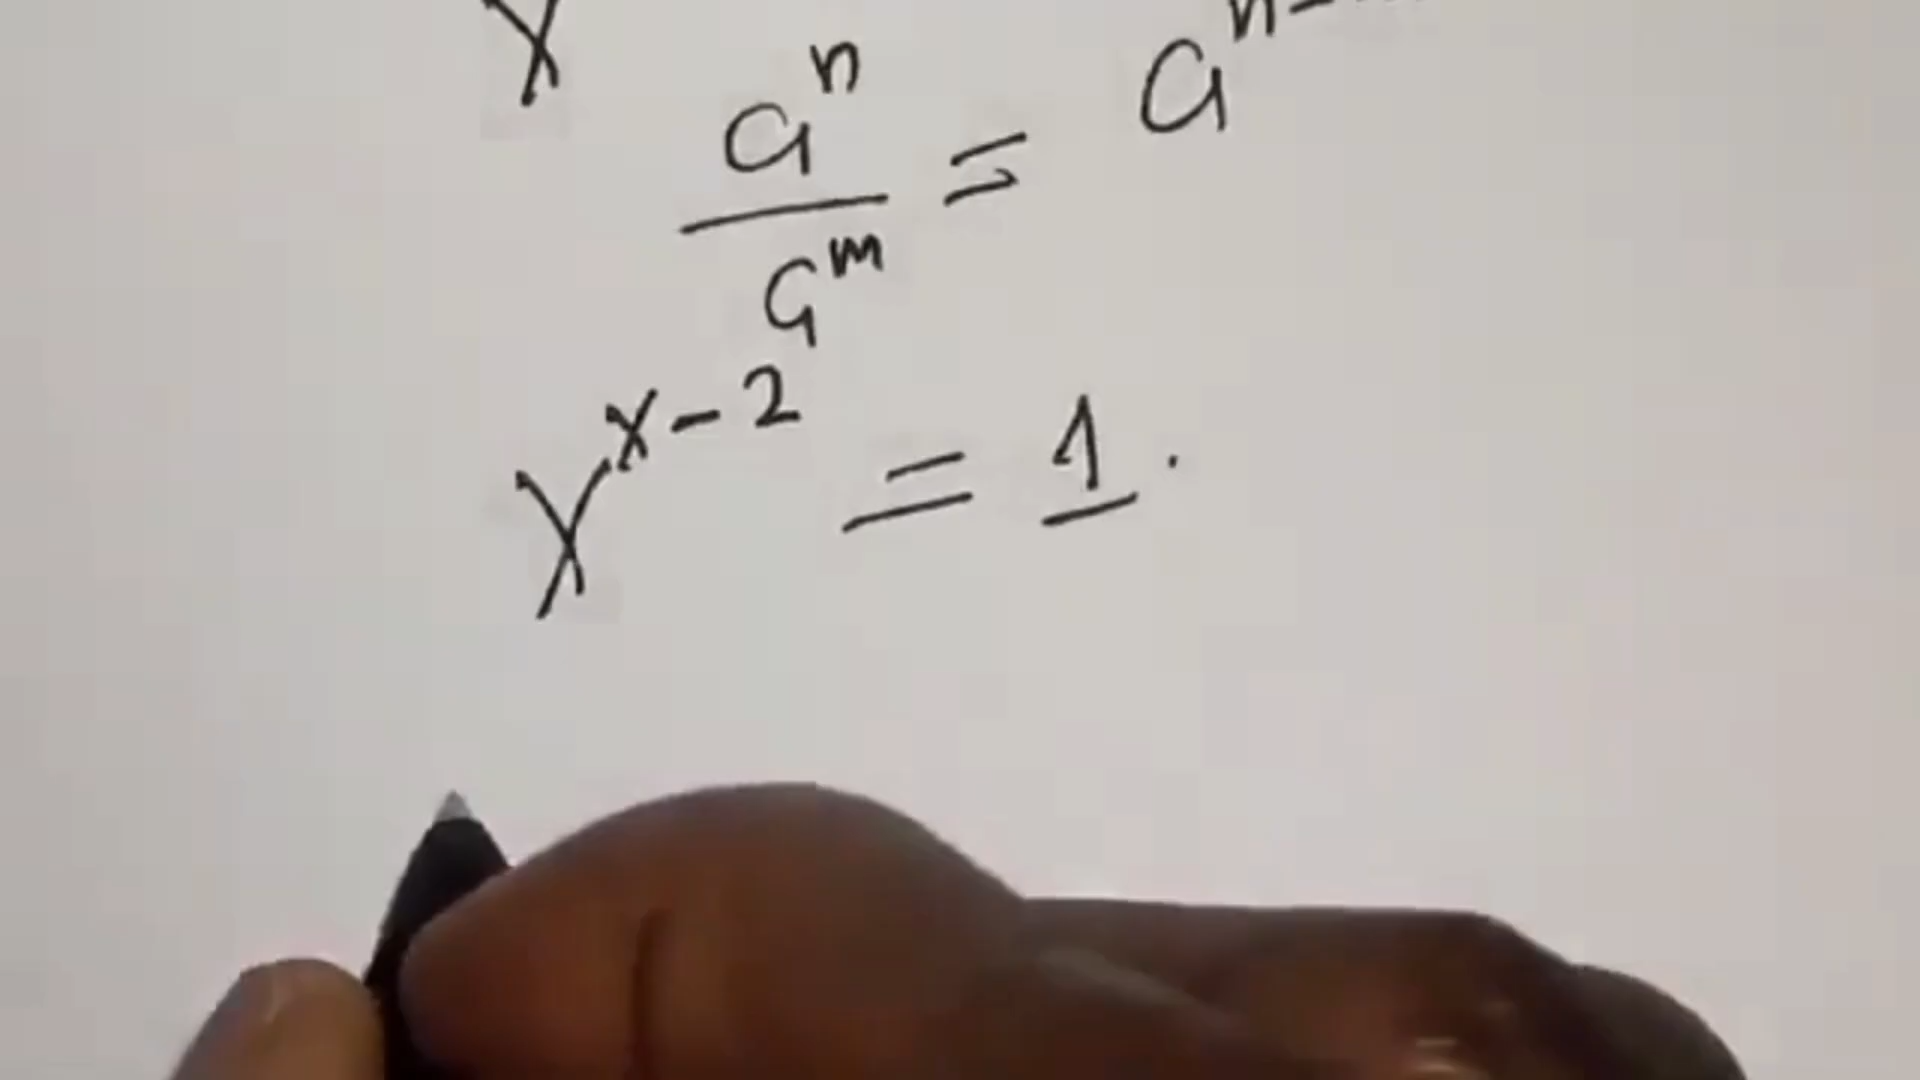 x
a^n / a^m = a^n-
x^x-2 = 1.